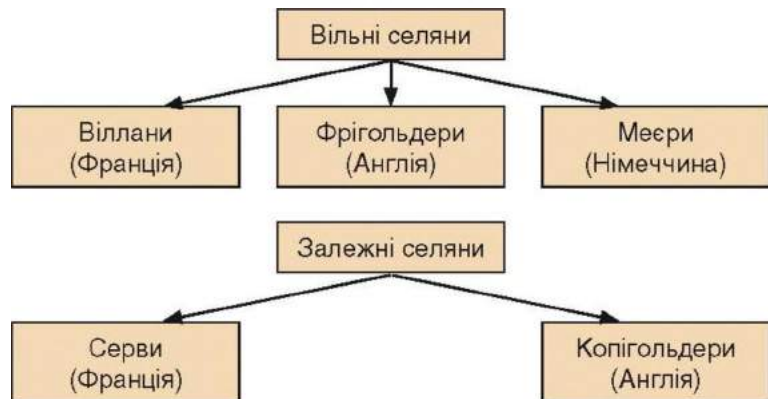 Вільні селяни
Віллани
(Франція)
Фрігольдери
(Англія)
Меєри
(Німеччина)
Залежні селяни
Серви
(Франція)
Копігольдери
(Англія)